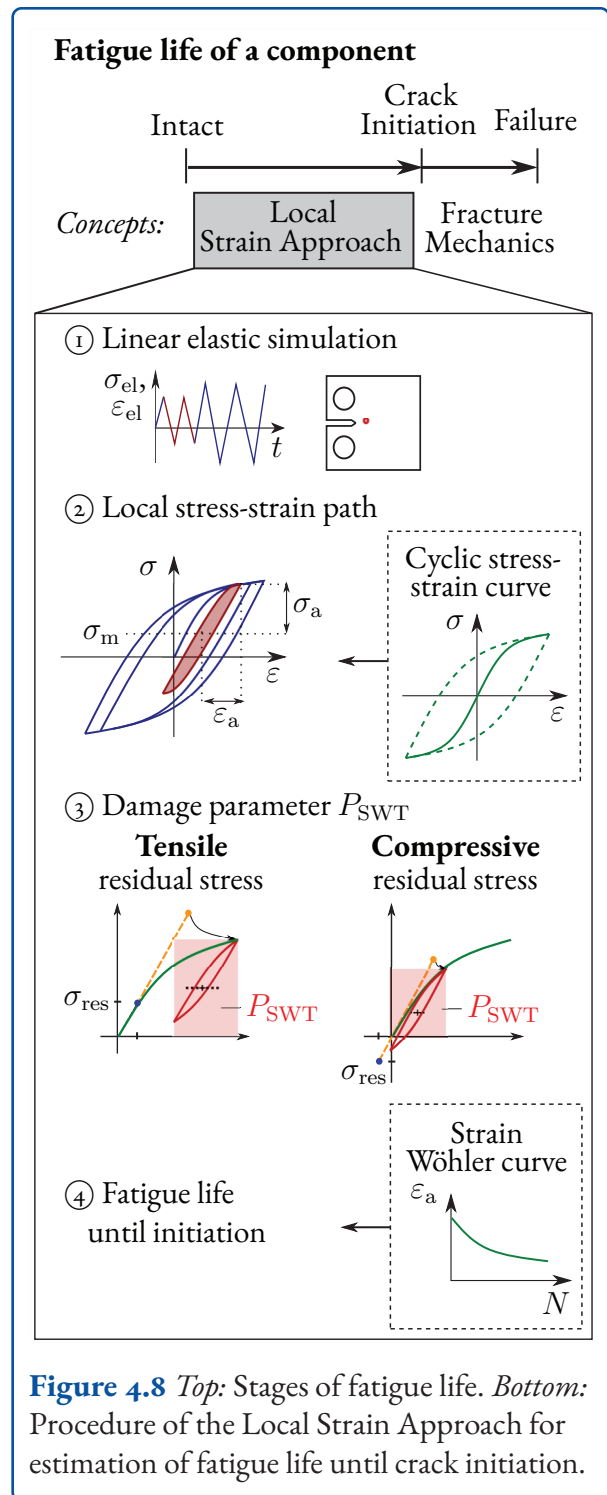 Fatigue life of a component
Intact
Crack
Initiation
Failure
Concepts:
Local
Strain Approach
Fracture
Mechanics
① Linear elastic simulation
σel,
εel
t
② Local stress-strain path
σ
σa
σm
ε
εa
Cyclic stress-
strain curve
σ
ε
③ Damage parameter PSWT
Tensile
residual stress
σres
PSWT
Compressive
residual stress
PSWT
σres
④ Fatigue life
until initiation
Strain
Wöhler curve
εa
N
Figure 4.8 Top: Stages of fatigue life. Bottom:
Procedure of the Local Strain Approach for
estimation of fatigue life until crack initiation.